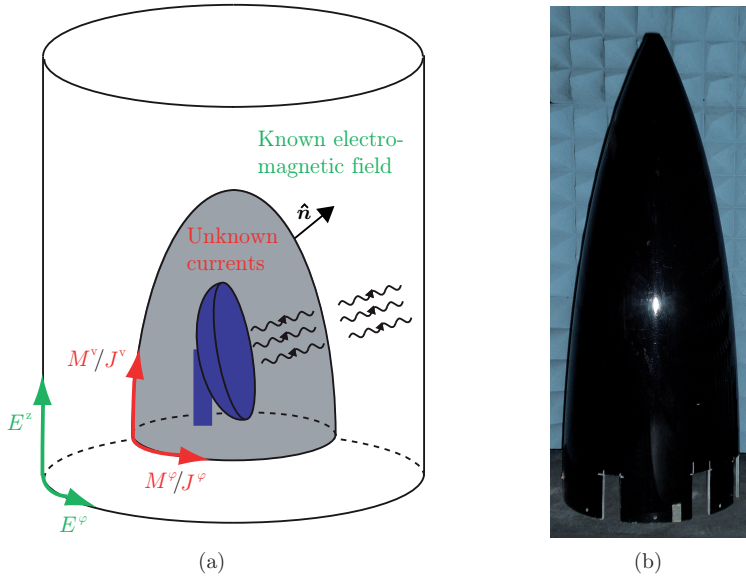 Known electro-
magnetic field
n̂
Unknown
currents
M^v/J^v
E^z
M^φ/J^φ
E^φ
(a)
(b)